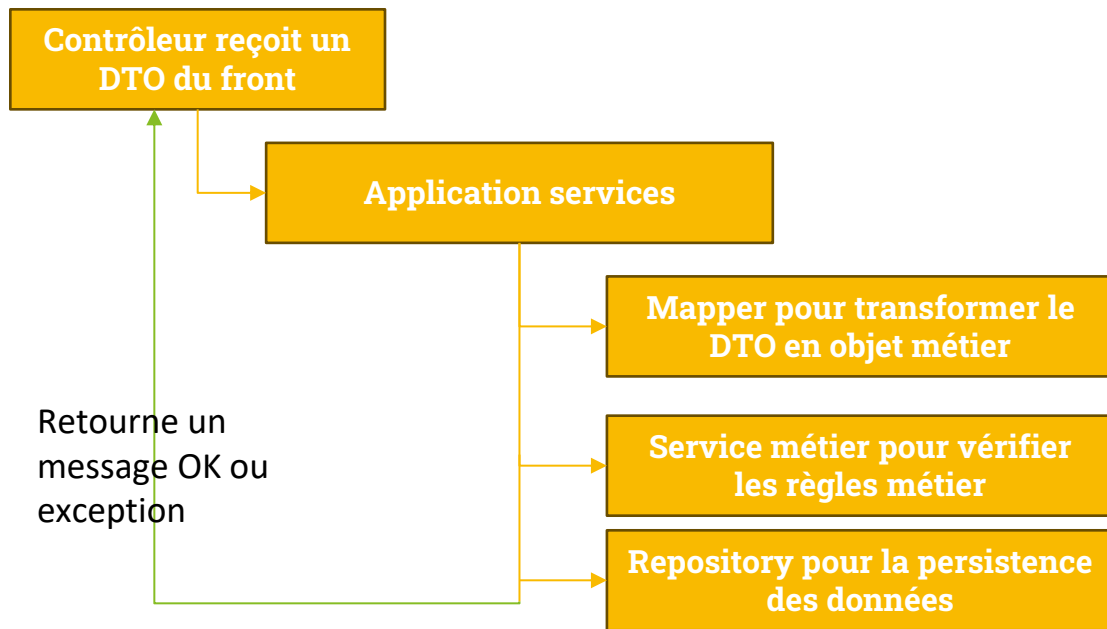 Contrôleur reçoit un
DTO du front
Application services
Mapper pour transformer le
DTO en objet métier
Retourne un
message OK ou
exception
Service métier pour vérifier
les règles métier
Repository pour la persistence
des données